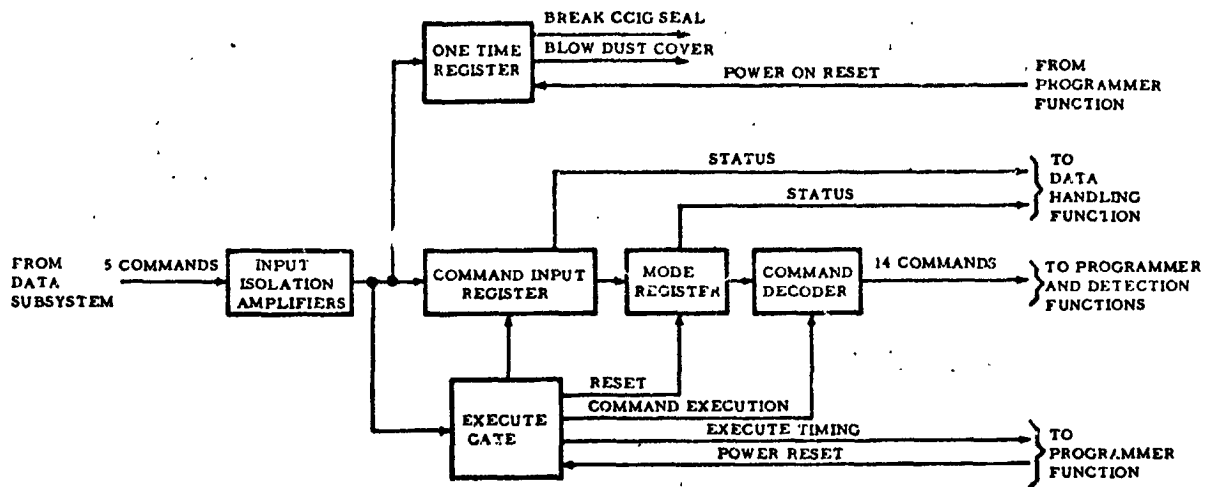 BREAK CCIG SEAL
BLOW DUST COVER
ONE TIME
REGISTER
POWER ON RESET
FROM
PROGRAMMER
FUNCTION
STATUS
STATUS
TO
DATA
HANDLING
FUNCTION
FROM
DATA
SUBSYSTEM
5 COMMANDS
INPUT
ISOLATION
AMPLIFIERS
COMMAND INPUT
REGISTER
MODE
REGISTER
COMMAND
DECODER
14 COMMANDS
TO PROGRAMMER
AND DETECTION
FUNCTIONS
EXECUTE
GATE
RESET
COMMAND EXECUTION
EXECUTE TIMING
POWER RESET
TO
PROGRAMMER
FUNCTION